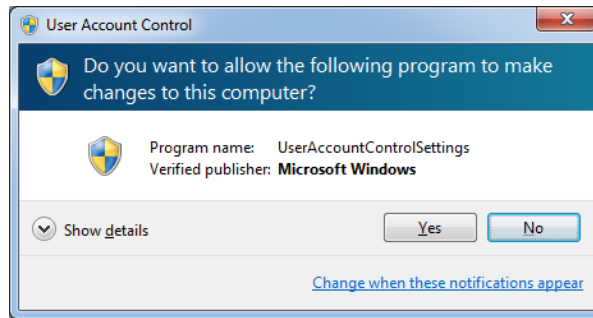 User Account Control
Do you want to allow the following program to make
changes to this computer?
Program name: UserAccountControlSettings
Verified publisher: Microsoft Windows
Show details
Yes
No
Change when these notifications appear